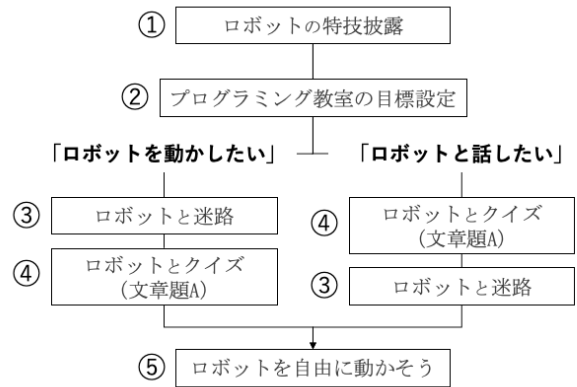 ① ロボットの特技披露
② プログラミング教室の目標設定
「ロボットを動かしたい」
③ ロボットと迷路
④ ロボットとクイズ
(文章題A)
「ロボットと話したい」
④ ロボットとクイズ
(文章題A)
③ ロボットと迷路
⑤ ロボットを自由に動かそう